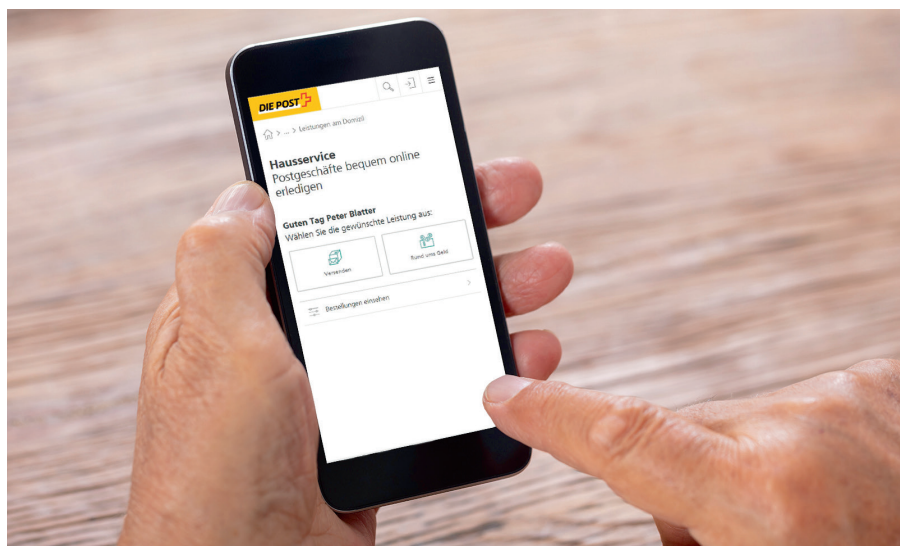 DIE POST
> ... > Leistungen am Domizil
Hausservice
Postgeschäfte bequem online
erledigen
Guten Tag Peter Blatter
Wählen Sie die gewünschte Leistung aus:
Versenden
Rund ums Geld
Bestellungen einsehen >